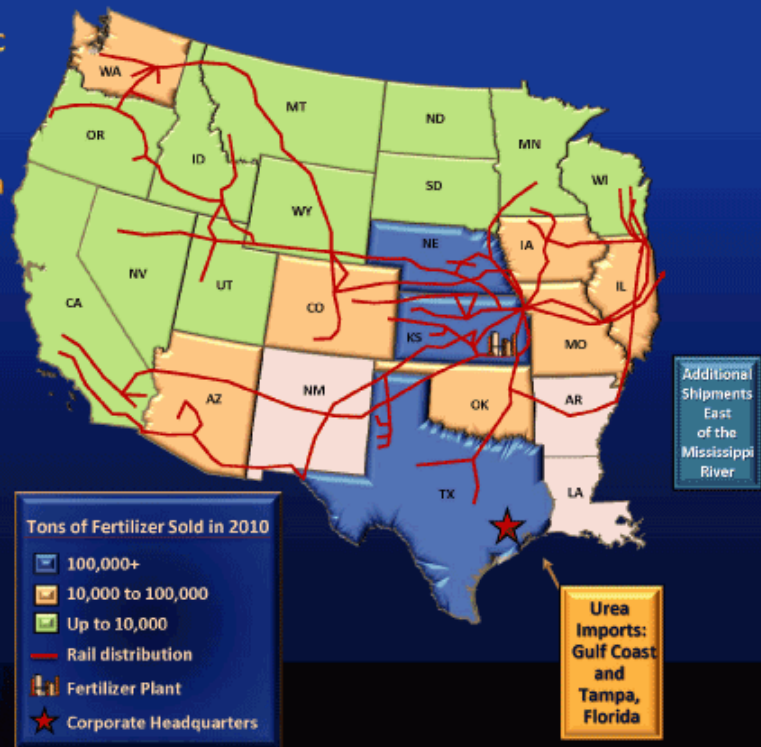 WA
MT
ND
MN
OR
ID
SD
WI
WY
NE
IA
NV
UT
IL
CA
CO
KS
MO
AZ
NM
OK
AR
TX
LA
Additional
Shipments
East
of the
Mississippi
River
Tons of Fertilizer Sold in 2010
100,000+
10,000 to 100,000
Up to 10,000
Rail distribution
Fertilizer Plant
Corporate Headquarters
Urea
Imports:
Gulf Coast
and
Tampa,
Florida